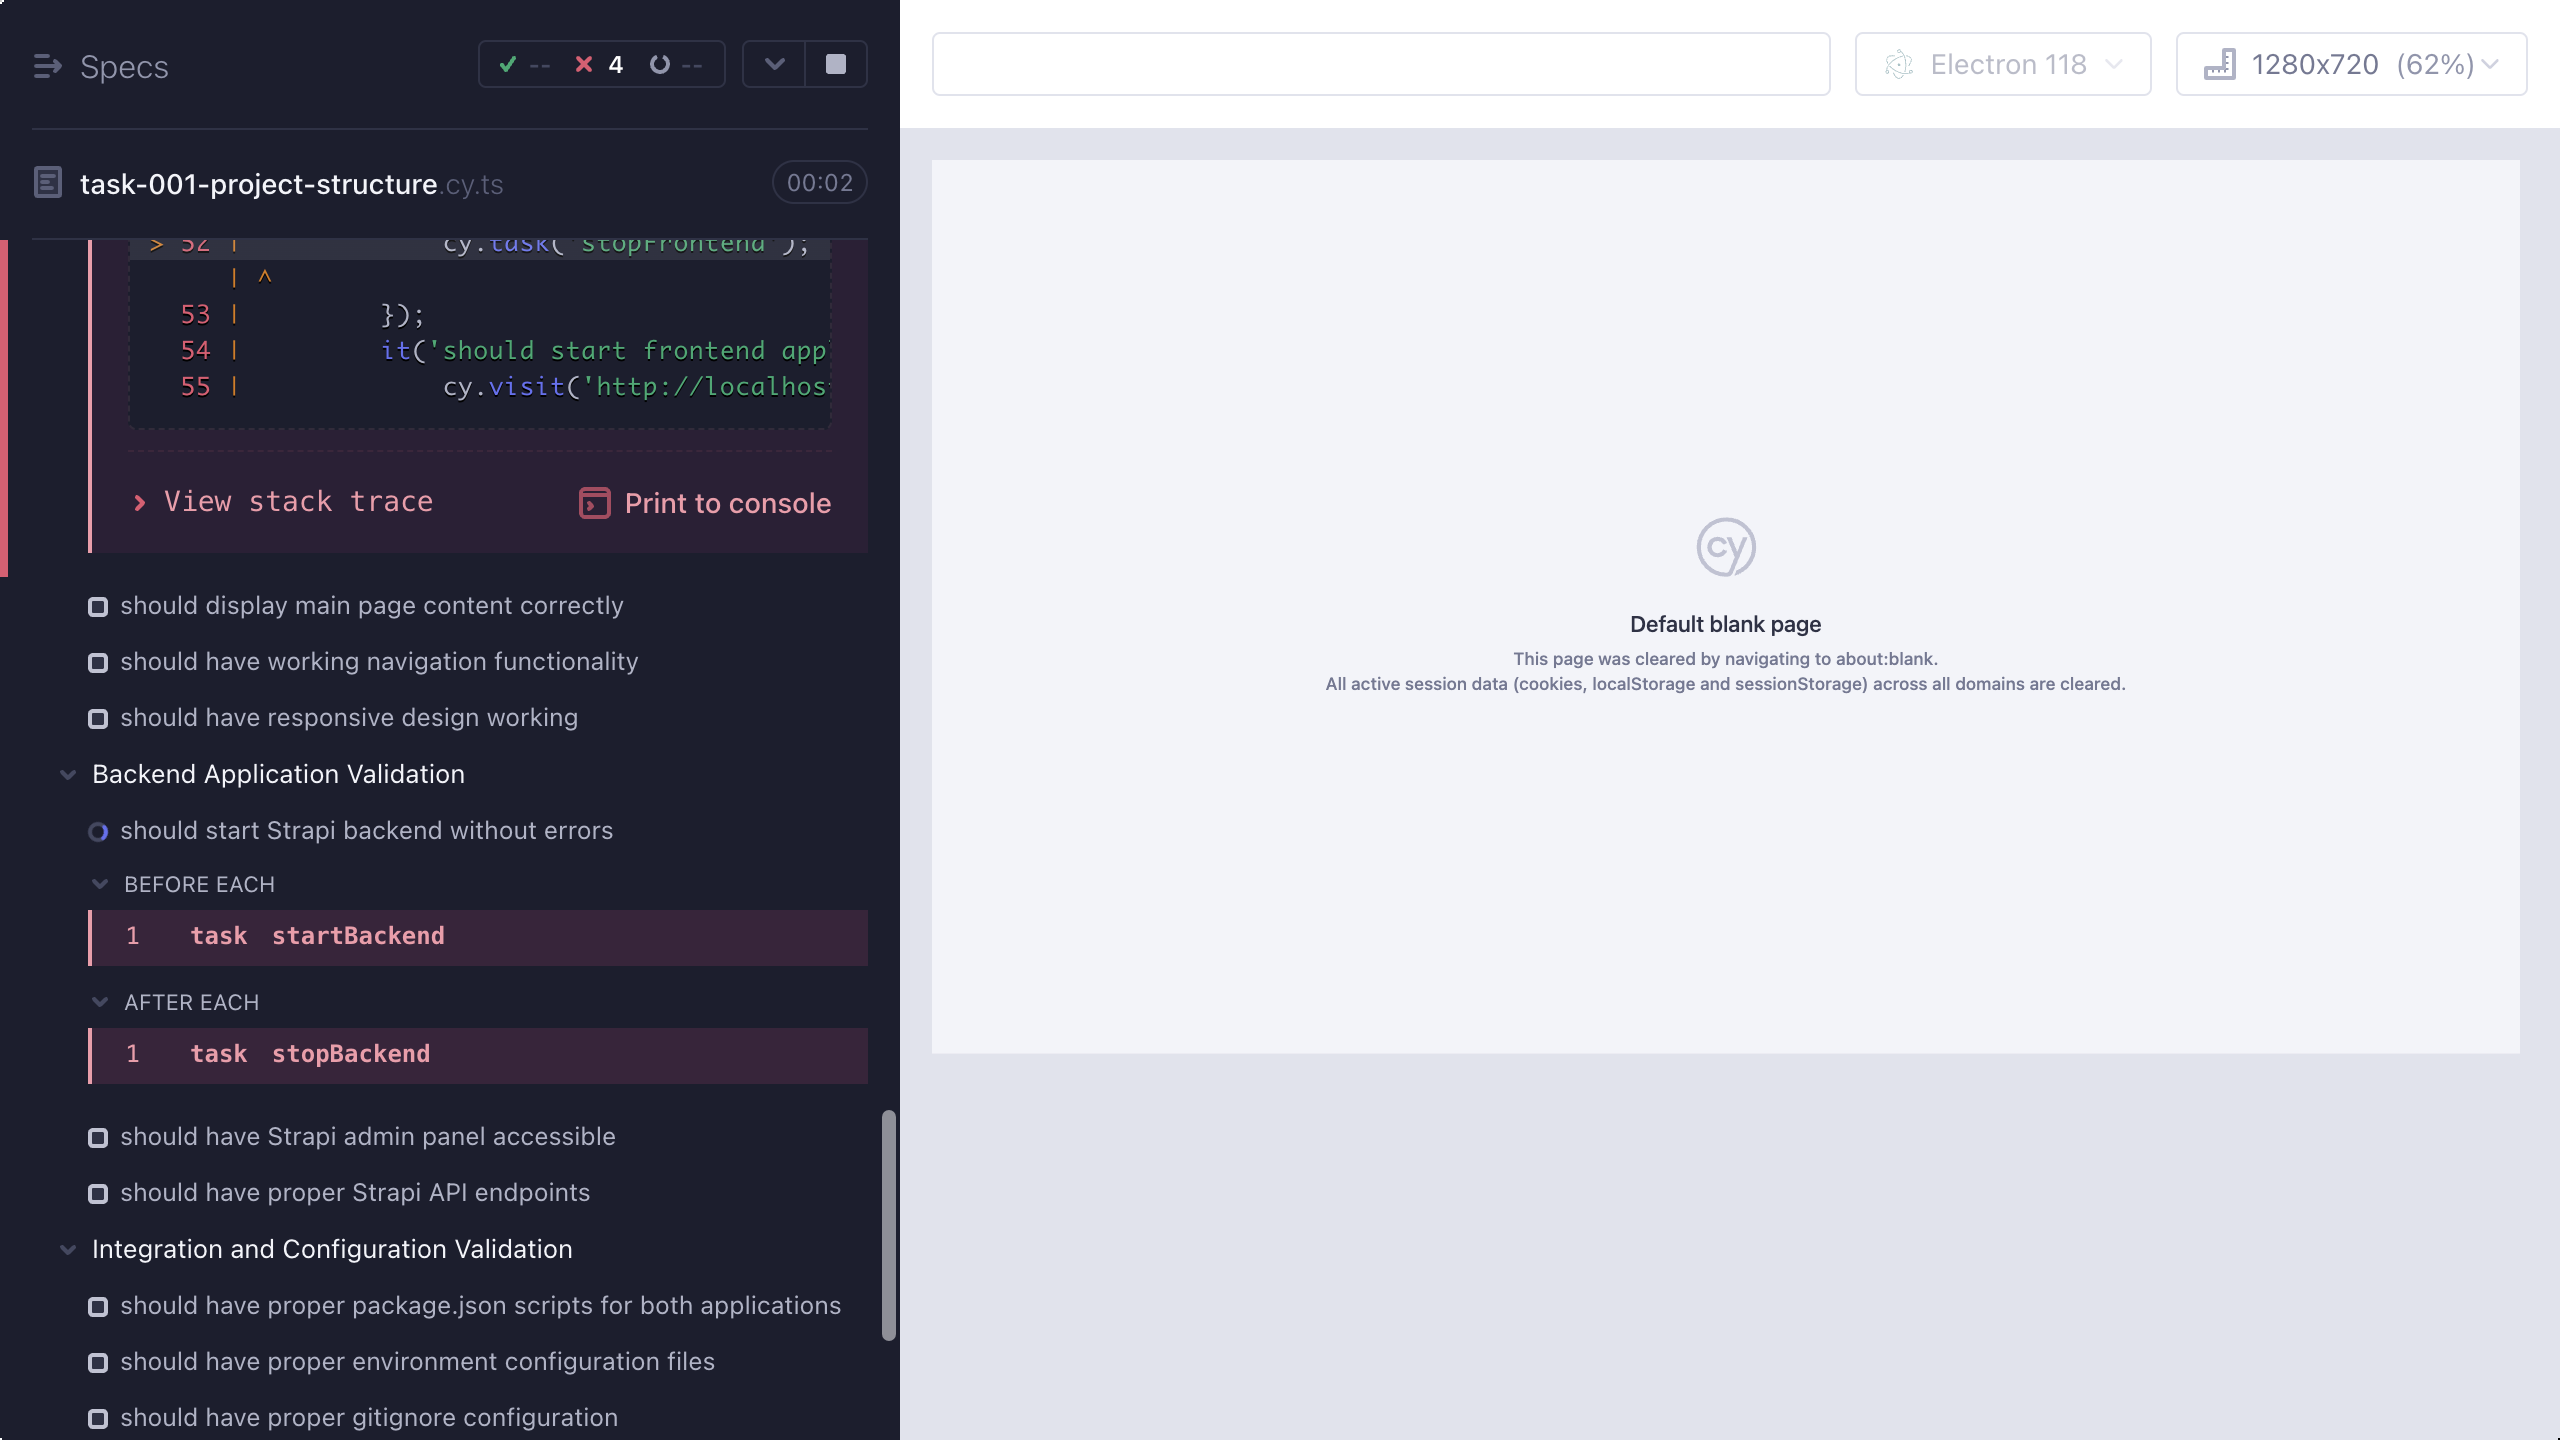 Specs
-- 4 --
task-001-project-structure.cy.ts
00:02
> 52 | cy.task('stopFrontend');
| ^
53 | });
54 | it('should start frontend app
55 | cy.visit('http://localhos
View stack trace
Print to console
should display main page content correctly
should have working navigation functionality
should have responsive design working
Backend Application Validation
should start Strapi backend without errors
BEFORE EACH
1 task startBackend
AFTER EACH
1 task stopBackend
should have Strapi admin panel accessible
should have proper Strapi API endpoints
Integration and Configuration Validation
should have proper package.json scripts for both applications
should have proper environment configuration files
should have proper gitignore configuration
Electron 118
1280x720 (62%)
cy
Default blank page
This page was cleared by navigating to about:blank.
All active session data (cookies, localStorage and sessionStorage) across all domains are cleared.